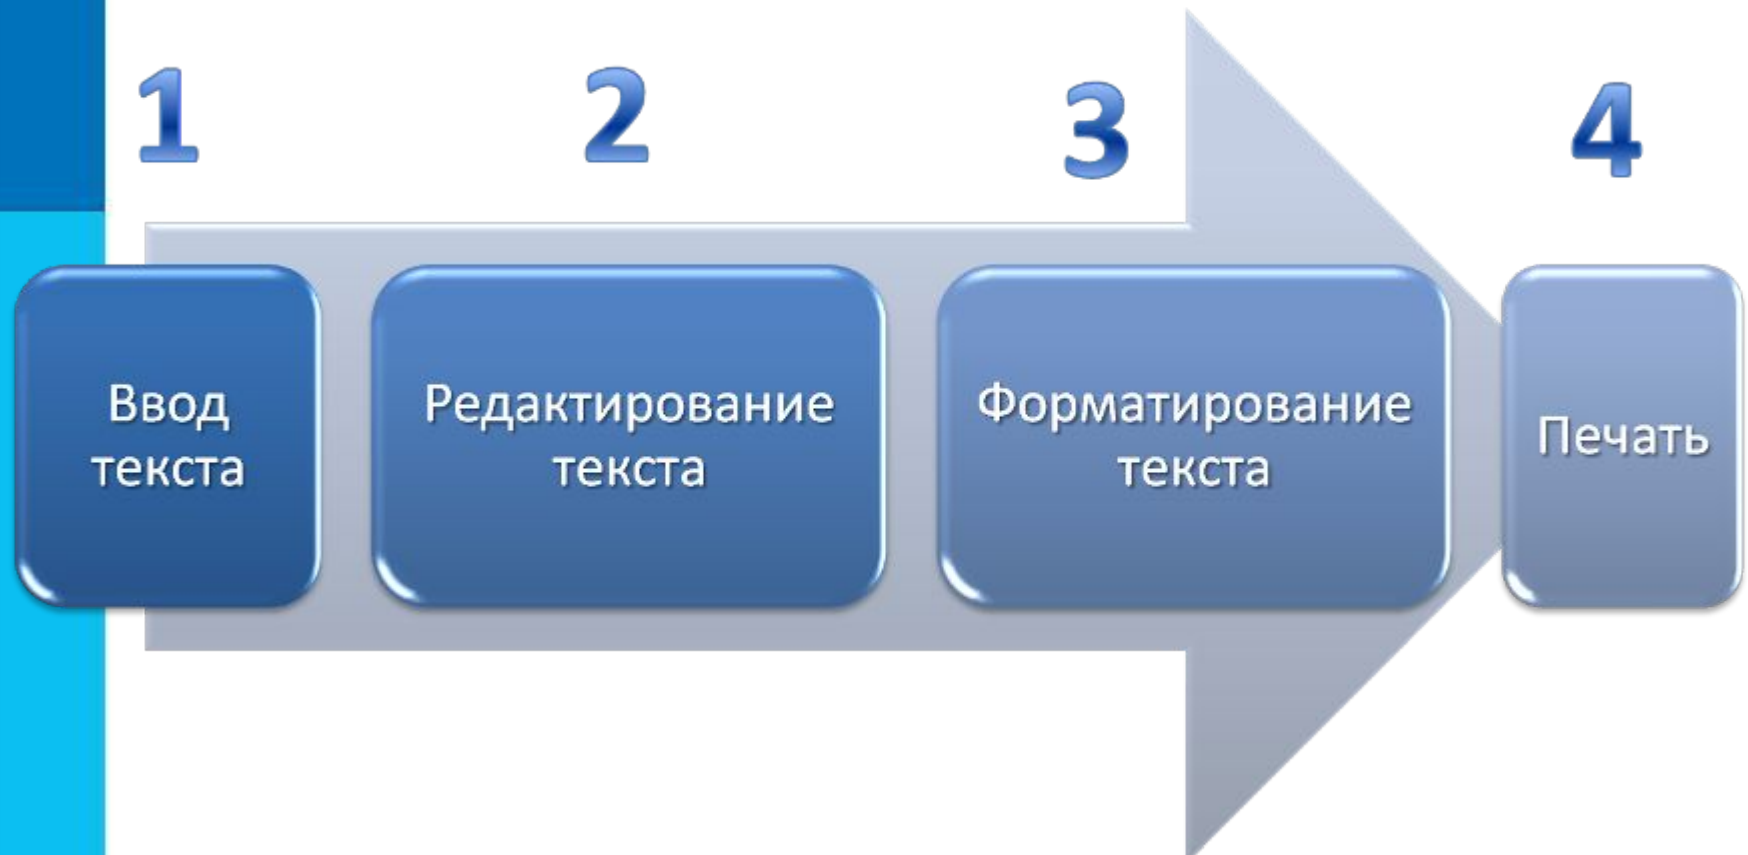 1
2
3
4
Ввод
текста
Редактирование
текста
Форматирование
текста
Печать